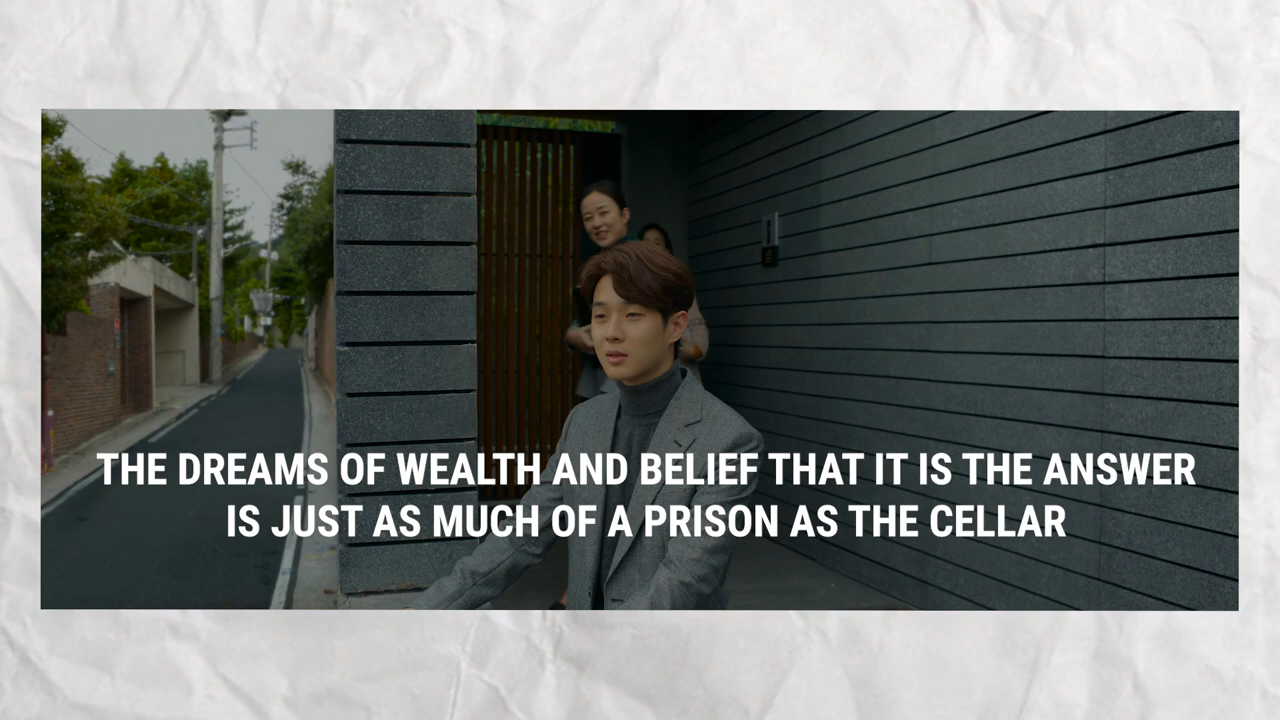 THE DREAMS OF WEALTH AND BELIEF THAT IT IS THE ANSWER
IS JUST AS MUCH OF A PRISON AS THE CELLAR